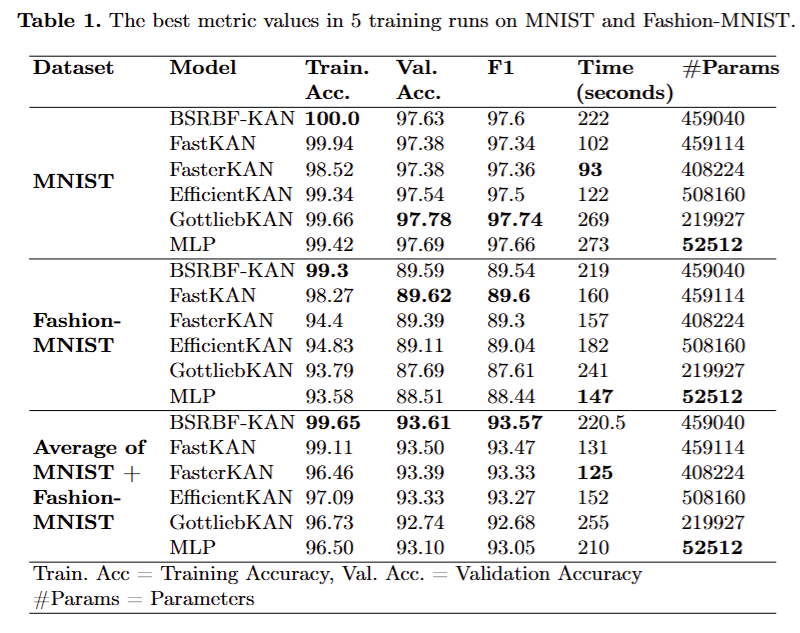 Table 1. The best metric values in 5 training runs on MNIST and Fashion-MNIST.
Dataset Model Train. Acc. Val. Acc. F1 Time (seconds) #Params
MNIST
BSRBF-KAN 100.0 97.63 97.6 222 459040
FastKAN 99.94 97.38 97.34 102 459114
FasterKAN 98.52 97.38 97.36 93 408224
EfficientKAN 99.34 97.54 97.5 122 508160
GottliebKAN 99.66 97.78 97.74 269 219927
MLP 99.42 97.69 97.66 273 52512
Fashion-MNIST
BSRBF-KAN 99.3 89.59 89.54 219 459040
FastKAN 98.27 89.62 89.6 160 459114
FasterKAN 94.4 89.39 89.3 157 408224
EfficientKAN 94.83 89.11 89.04 182 508160
GottliebKAN 93.79 87.69 87.61 241 219927
MLP 93.58 88.51 88.44 147 52512
Average of MNIST + Fashion-MNIST
BSRBF-KAN 99.65 93.61 93.57 220.5 459040
FastKAN 99.11 93.50 93.47 131 459114
FasterKAN 96.46 93.39 93.33 125 408224
EfficientKAN 97.09 93.33 93.27 152 508160
GottliebKAN 96.73 92.74 92.68 255 219927
MLP 96.50 93.10 93.05 210 52512
Train. Acc = Training Accuracy, Val. Acc. = Validation Accuracy
#Params = Parameters